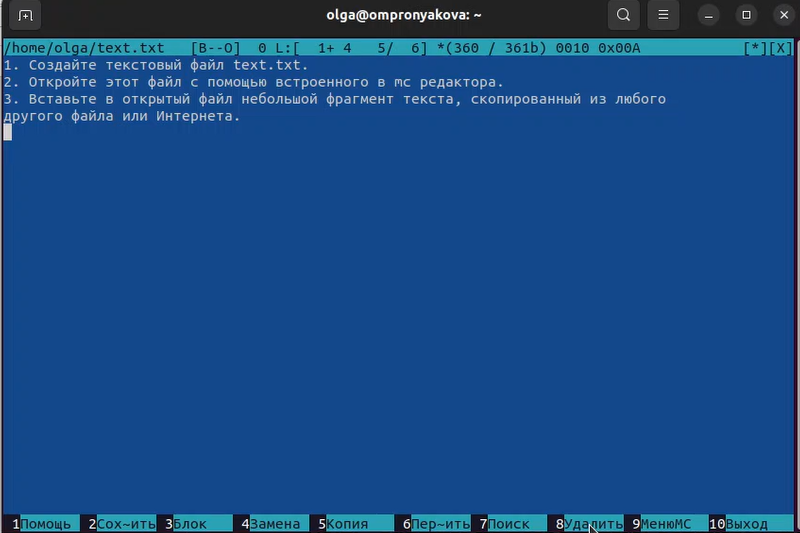 olga@ompronyakova: ~
/home/olga/text.txt [B--O] 0 L:[ 1+ 4 5/ 6] *(360 / 361b) 0010 0x00A [*][X]
1. Создайте текстовый файл text.txt.
2. Откройте этот файл с помощью встроенного в mc редактора.
3. Вставьте в открытый файл небольшой фрагмент текста, скопированный из любого
другого файла или Интернета.
1Помощь 2Сох~ить 3Блок 4Замена 5Копия 6Пер~ить 7Поиск 8Удалить 9МенюMC 10Выход